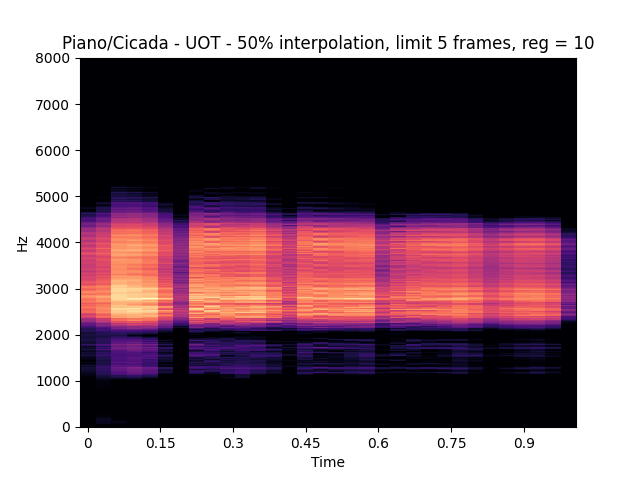 Piano/Cicada - UOT - 50% interpolation, limit 5 frames, reg = 10
8000
7000
6000
5000
4000
3000
2000
1000
0
Hz
0 0.15 0.3 0.45 0.6 0.75 0.9
Time